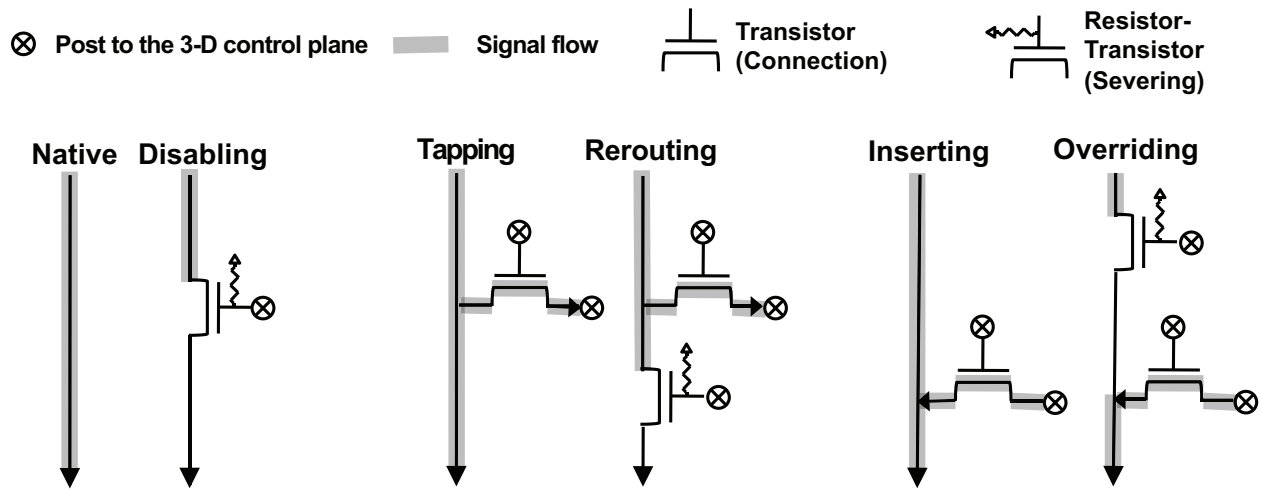 Post to the 3-D control plane
Signal flow
Transistor
(Connection)
Resistor-
Transistor
(Severing)
Native
Disabling
Tapping
Rerouting
Inserting
Overriding